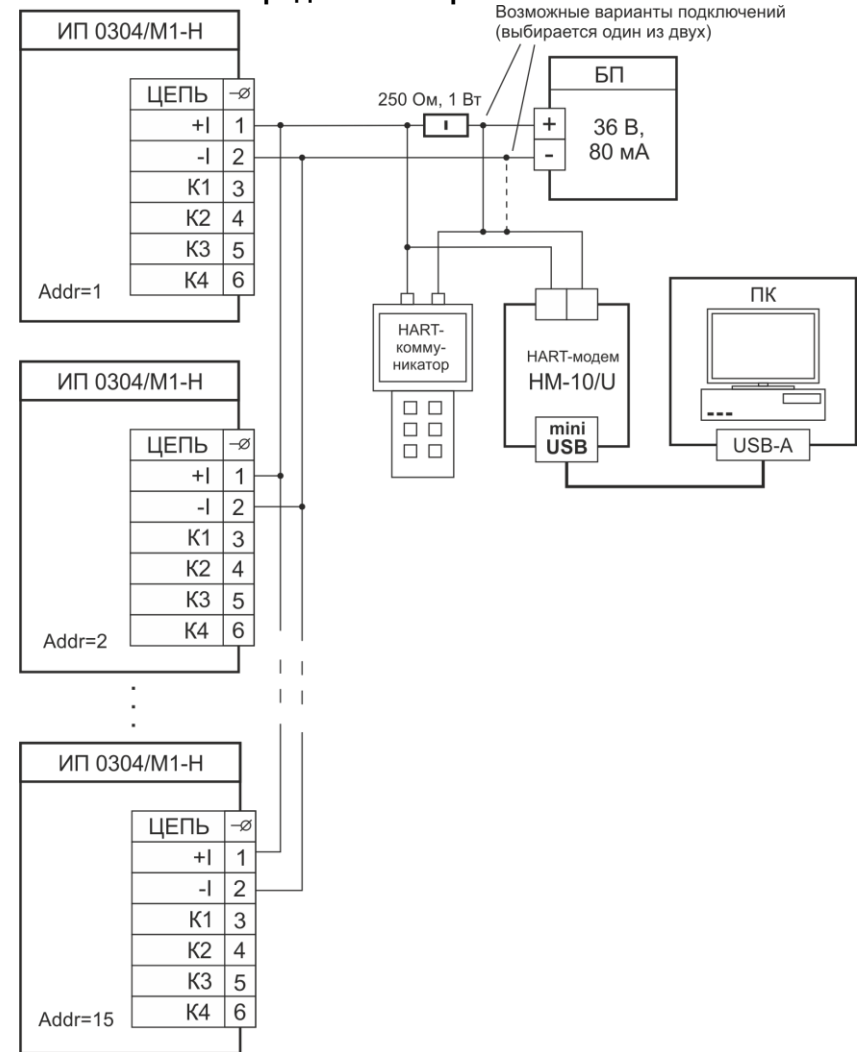 Возможные варианты подключений
(выбирается один из двух)
ИП 0304/М1-Н
ЦЕПЬ
+I 1
-I 2
К1 3
К2 4
К3 5
К4 6
Addr=1
250 Ом, 1 Вт
БП
+
-
36 В,
80 мА
HART-
комму-
никатор
HART-модем
НМ-10/U
mini
USB
ПК
USB-A
ИП 0304/М1-Н
ЦЕПЬ
+I 1
-I 2
К1 3
К2 4
К3 5
К4 6
Addr=2
ИП 0304/М1-Н
ЦЕПЬ
+I 1
-I 2
К1 3
К2 4
К3 5
К4 6
Addr=15